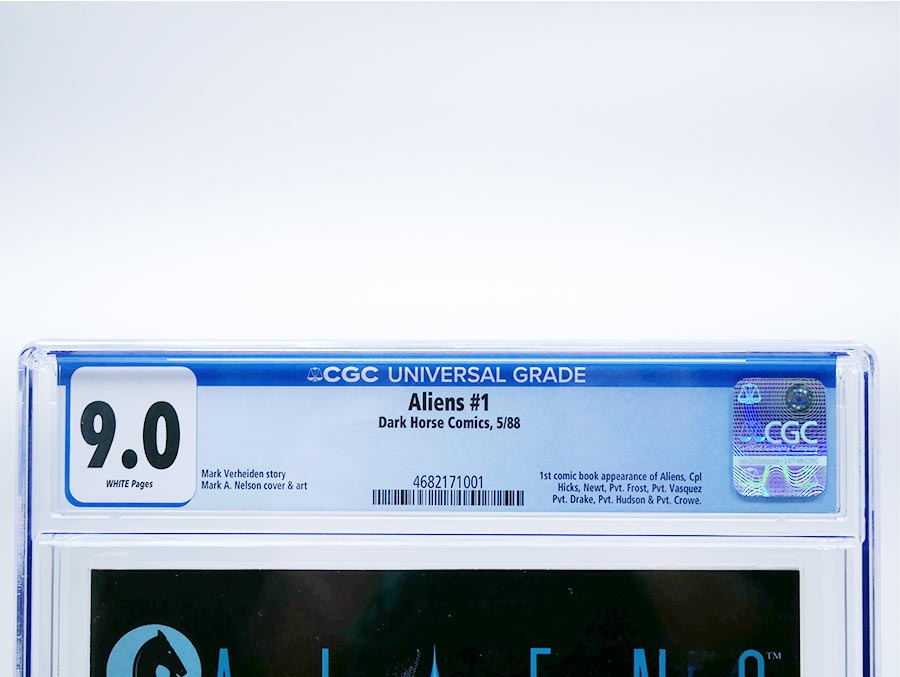 CGC UNIVERSAL GRADE
9.0
WHITE Pages
Aliens #1
Dark Horse Comics, 5/88
Mark Verheiden story
Mark A. Nelson cover & art
4682171001
1st comic book appearance of Aliens, Cpl
Hicks, Newt, Pvt. Frost, Pvt. Vasquez
Pvt. Drake, Pvt. Hudson & Pvt. Crowe.
CGC
ALIENS™